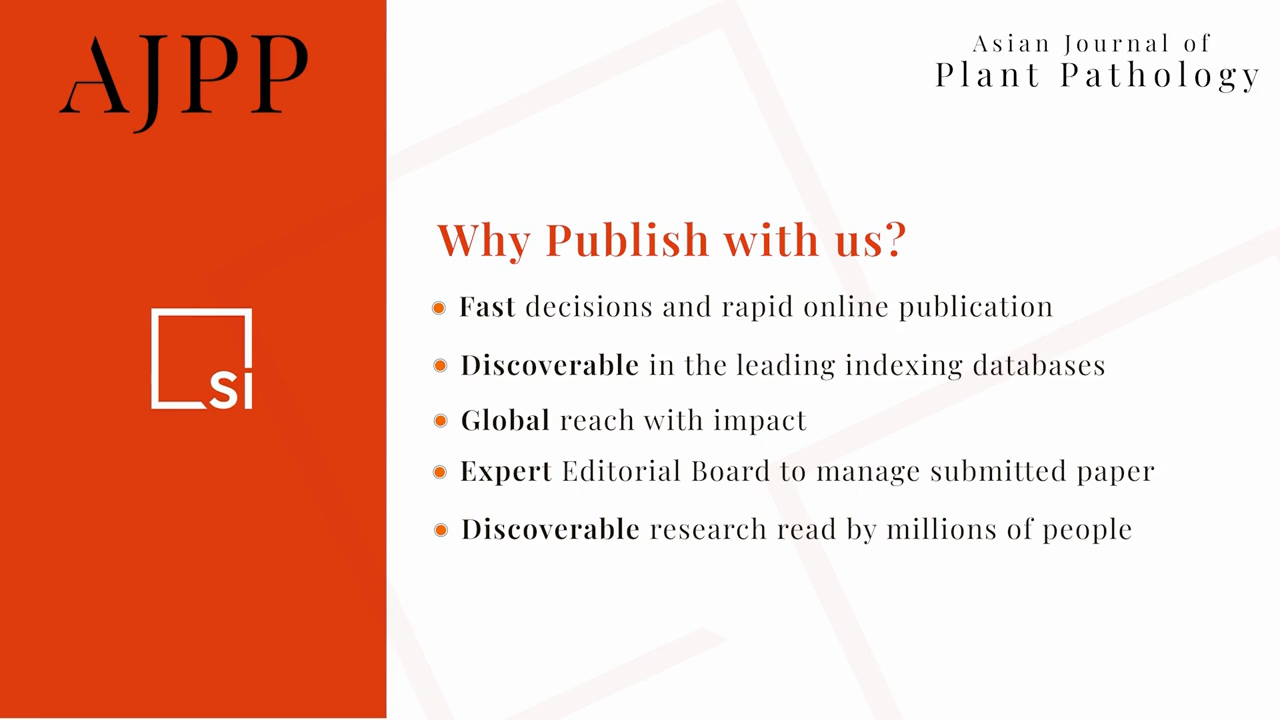 AJPP
Asian Journal of
Plant Pathology
Why Publish with us?
Fast decisions and rapid online publication
Discoverable in the leading indexing databases
Global reach with impact
Expert Editorial Board to manage submitted paper
Discoverable research read by millions of people
si